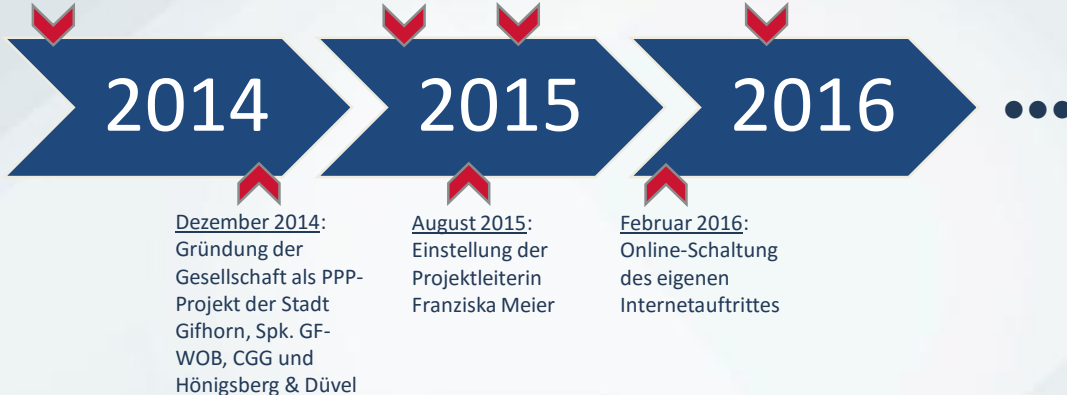 2014
2015
2016
Dezember 2014:
Gründung der
Gesellschaft als PPP-
Projekt der Stadt
Gifhorn, Spk. GF-
WOB, CGG und
Hönigsberg & Düvel
August 2015:
Einstellung der
Projektleiterin
Franziska Meier
Februar 2016:
Online-Schaltung
des eigenen
Internetauftrittes